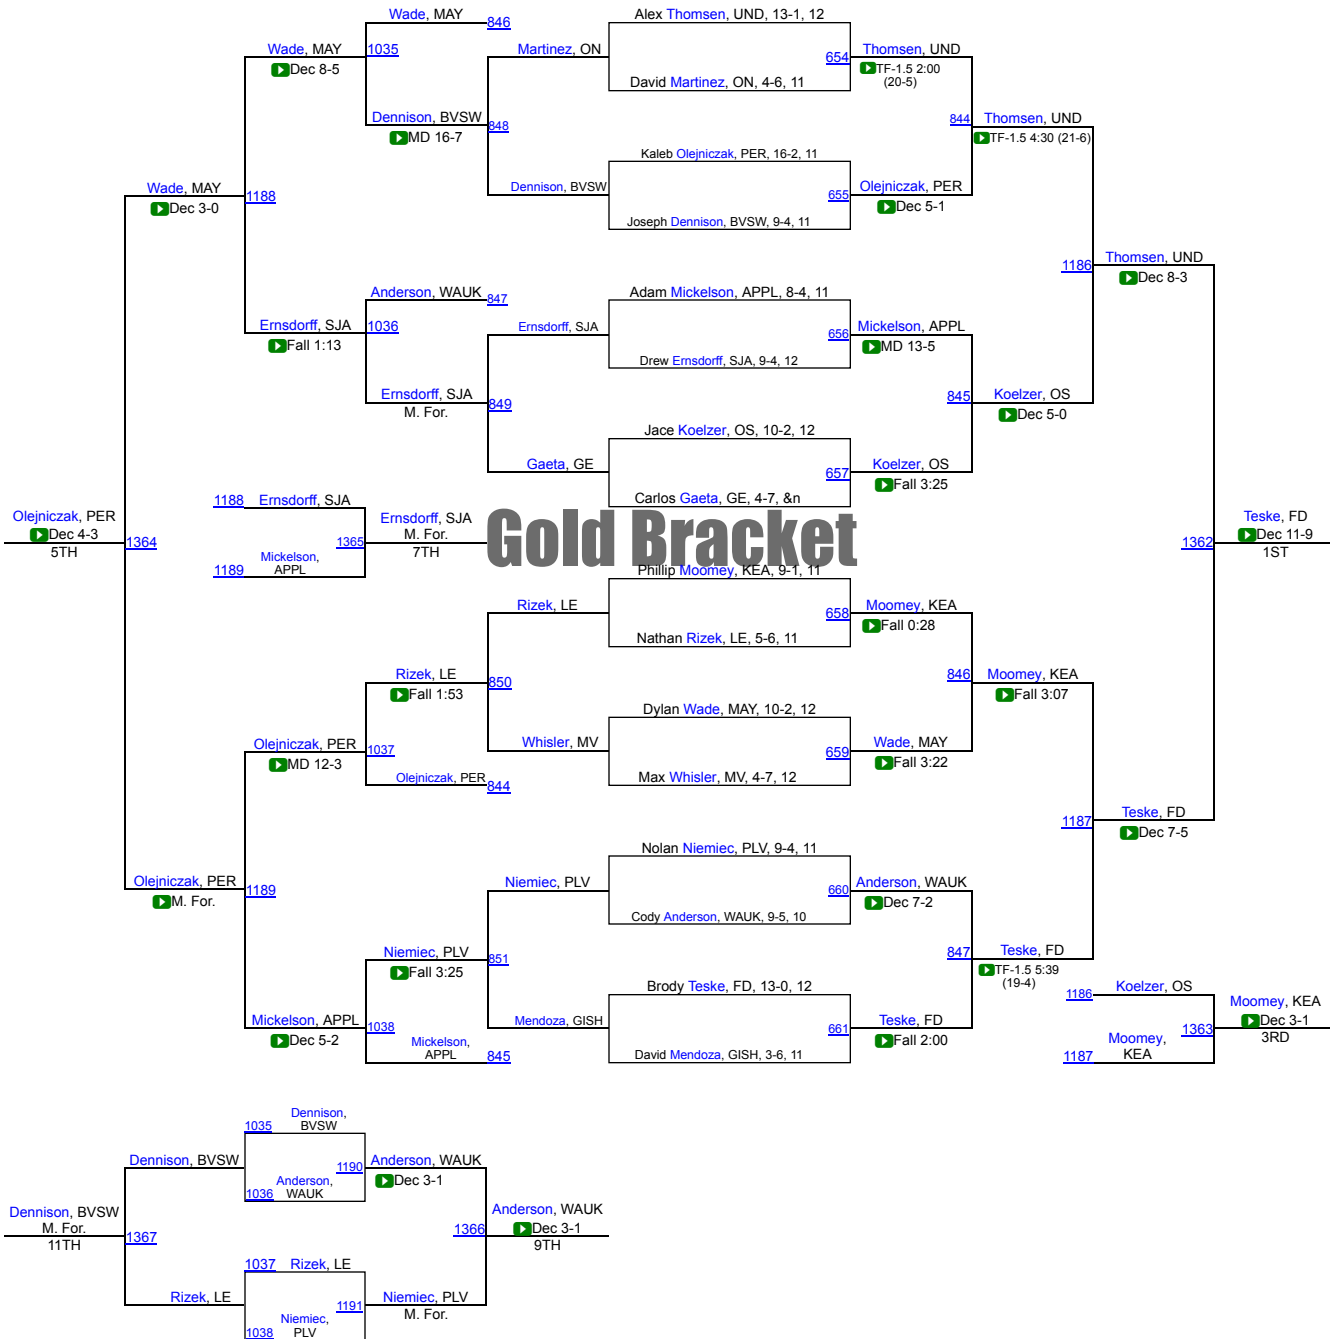 Wade, MAY
846
Alex Thomsen, UND, 13-1, 12
Wade, MAY
1035
Martinez, ON
654
Thomsen, UND
Dec 8-5
TF-1.5 2:00
(20-5)
David Martinez, ON, 4-6, 11
Dennison, BVSW
848
844
Thomsen, UND
MD 16-7
TF-1.5 4:30 (21-6)
Kaleb Olejniczak, PER, 16-2, 11
Wade, MAY
1188
Dennison, BVSW
655
Olejniczak, PER
Dec 3-0
Dec 5-1
Joseph Dennison, BVSW, 9-4, 11
1186
Thomsen, UND
Dec 8-3
Anderson, WAUK
847
Adam Mickelson, APPL, 8-4, 11
Ernsdorff, SJA
1036
Ernsdorff, SJA
656
Mickelson, APPL
Fall 1:13
MD 13-5
Drew Ernsdorff, SJA, 9-4, 12
Ernsdorff, SJA
849
845
Koelzer, OS
M. For.
Dec 5-0
Jace Koelzer, OS, 10-2, 12
Gaeta, GE
657
Koelzer, OS
Fall 3:25
1188
Ernsdorff, SJA
Carlos Gaeta, GE, 4-7, &n
Olejniczak, PER
Dec 4-3
5TH
1364
1365
Ernsdorff, SJA
M. For.
7TH
Gold Bracket
1362
Teske, FD
Dec 11-9
1ST
1189
Mickelson,
APPL
Phillip Moomey, KEA, 9-1, 11
Rizek, LE
658
Moomey, KEA
Fall 0:28
Nathan Rizek, LE, 5-6, 11
Rizek, LE
850
846
Moomey, KEA
Fall 1:53
Fall 3:07
Dylan Wade, MAY, 10-2, 12
Olejniczak, PER
1037
Whisler, MV
659
Wade, MAY
MD 12-3
Fall 3:22
Olejniczak, PER
844
Max Whisler, MV, 4-7, 12
1187
Teske, FD
Dec 7-5
Nolan Niemiec, PLV, 9-4, 11
Olejniczak, PER
1189
Niemiec, PLV
660
Anderson, WAUK
M. For.
Dec 7-2
Cody Anderson, WAUK, 9-5, 10
Niemiec, PLV
851
847
Teske, FD
Fall 3:25
TF-1.5 5:39
(19-4)
Brody Teske, FD, 13-0, 12
1186
Koelzer, OS
Mickelson, APPL
1038
Mendoza, GISH
661
Teske, FD
1363
Moomey, KEA
Dec 5-2
Fall 2:00
Dec 3-1
3RD
Mickelson,
APPL
845
David Mendoza, GISH, 3-6, 11
1187
Moomey,
KEA
1035
Dennison,
BVSW
Dennison, BVSW
1190
Anderson, WAUK
Dec 3-1
1036
Anderson,
WAUK
Dennison, BVSW
M. For.
11TH
1367
1366
Anderson, WAUK
Dec 3-1
9TH
1037
Rizek, LE
Rizek, LE
1191
Niemiec, PLV
M. For.
1038
Niemiec,
PLV